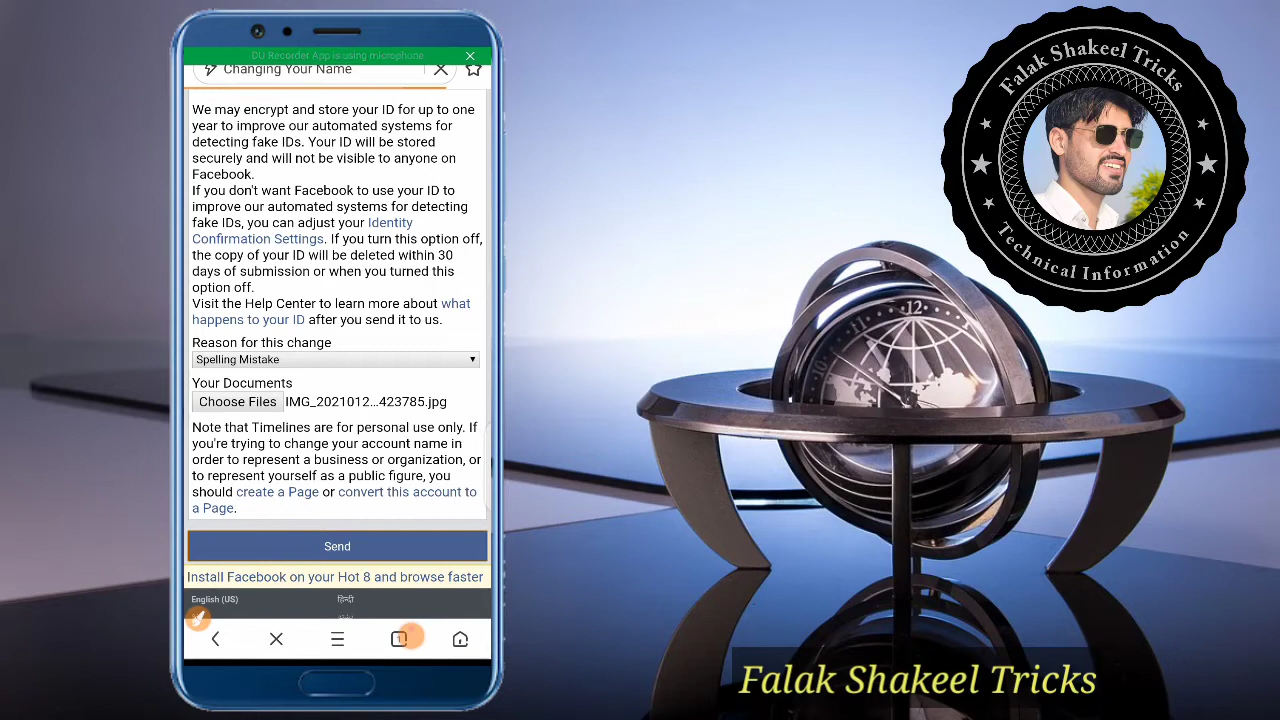 DU Recorder App is using microphone
Changing Your Name
We may encrypt and store your ID for up to one
year to improve our automated systems for
detecting fake IDs. Your ID will be stored
securely and will not be visible to anyone on
Facebook.
If you don't want Facebook to use your ID to
improve our automated systems for detecting
fake IDs, you can adjust your Identity
Confirmation Settings. If you turn this option off,
the copy of your ID will be deleted within 30
days of submission or when you turned this
option off.
Visit the Help Center to learn more about what
happens to your ID after you send it to us.
Reason for this change
Spelling Mistake
Your Documents
Choose Files IMG_2021012...423785.jpg
Note that Timelines are for personal use only. If
you're trying to change your account name in
order to represent a business or organization, or
to represent yourself as a public figure, you
should create a Page or convert this account to
a Page.
Send
Install Facebook on your Hot 8 and browse faster
English (US) हिन्दी
1
Falak Shakeel Tricks
Technical Information
12
11
10
Falak Shakeel Tricks